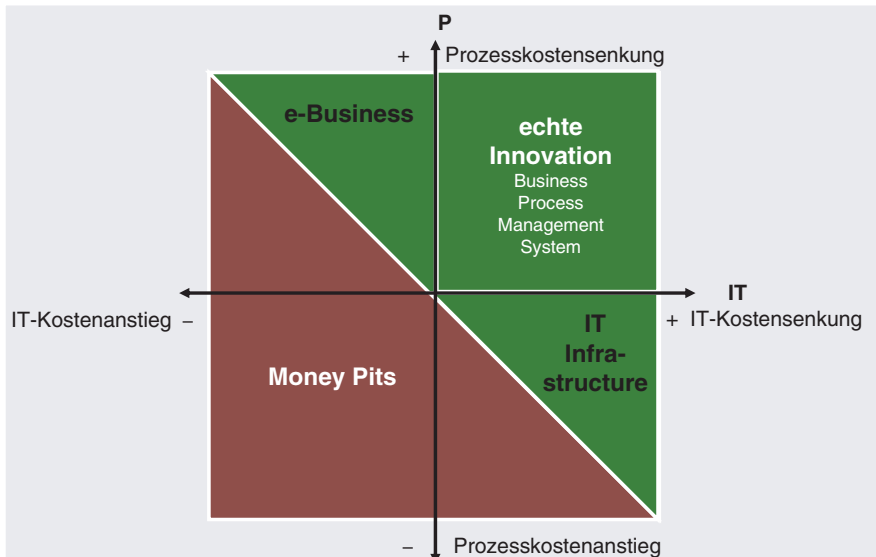 P
+ Prozesskostensenkung
e-Business
echte
Innovation
Business
Process
Management
System
IT
IT-Kostenanstieg −
+ IT-Kostensenkung
IT
Infra-
structure
Money Pits
− Prozesskostenanstieg